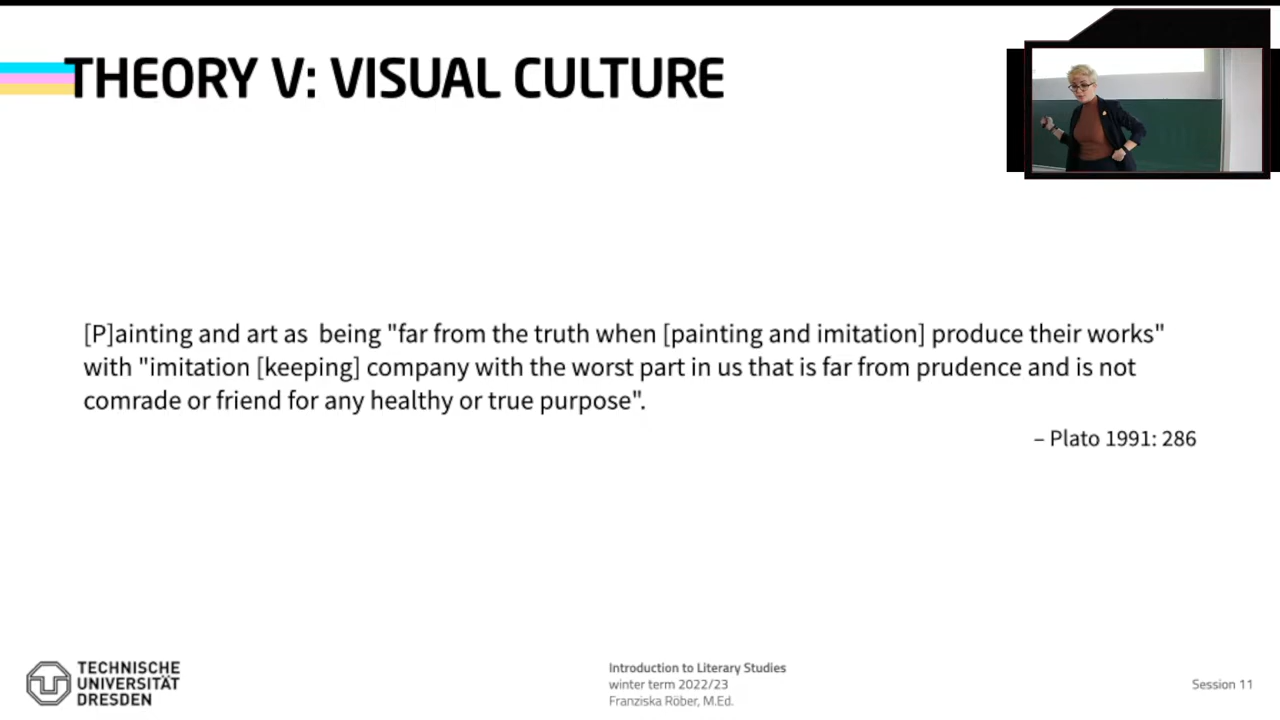 THEORY V: VISUAL CULTURE
[P]ainting and art as  being "far from the truth when [painting and imitation] produce their works"
with "imitation [keeping] company with the worst part in us that is far from prudence and is not
comrade or friend for any healthy or true purpose".
– Plato 1991: 286
TECHNISCHE
UNIVERSITÄT
DRESDEN
Introduction to Literary Studies
winter term 2022/23
Franziska Röber, M.Ed.
Session 11